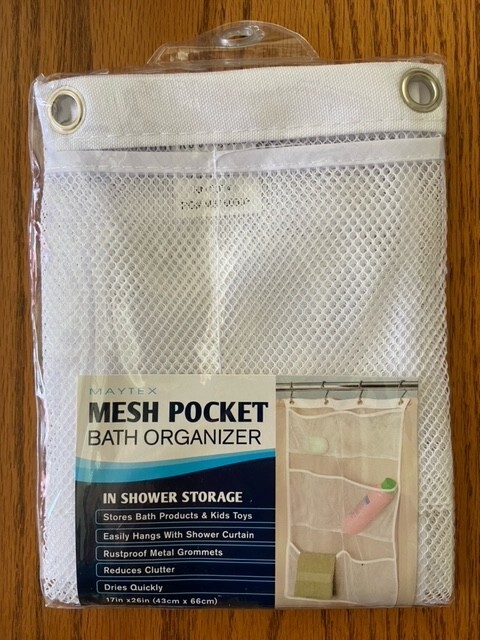 MAYTEX
MESH POCKET
BATH ORGANIZER
IN SHOWER STORAGE
Stores Bath Products & Kids Toys
Easily Hangs With Shower Curtain
Rustproof Metal Grommets
Reduces Clutter
Dries Quickly
17in x26in (43cm x 66cm)